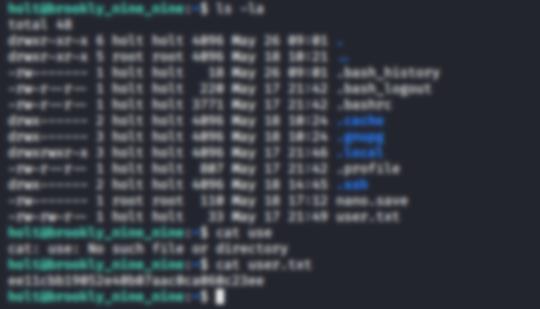 holt@brookly_nine_nine:~$ ls -la
total 48
drwxr-xr-x 6 holt holt 4096 May 26 09:01 .
drwxr-xr-x 5 root root 4096 May 18 10:21 ..
-rw------- 1 holt holt 18 May 26 09:01 .bash_history
-rw-r--r-- 1 holt holt 220 May 17 21:42 .bash_logout
-rw-r--r-- 1 holt holt 3771 May 17 21:42 .bashrc
drwx------ 2 holt holt 4096 May 18 10:24 .cache
drwx------ 3 holt holt 4096 May 18 10:24 .gnupg
drwxrwxr-x 3 holt holt 4096 May 17 21:46 .local
-rw-r--r-- 1 holt holt 807 May 17 21:42 .profile
drwx------ 2 holt holt 4096 May 18 14:45 .ssh
-rw------- 1 root root 110 May 18 17:12 nano.save
-rw-rw-r-- 1 holt holt 33 May 17 21:49 user.txt
holt@brookly_nine_nine:~$ cat use
cat: use: No such file or directory
holt@brookly_nine_nine:~$ cat user.txt
holt@brookly_nine_nine:~$